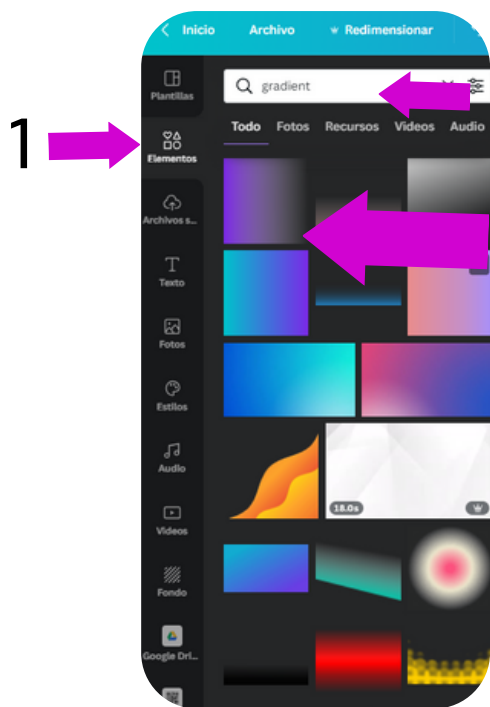 Inicio Archivo Redimensionar
Plantillas
gradient
Todo Fotos Recursos Videos Audio
1
Elementos
Archivos s...
Texto
Fotos
Estilos
Audio
18.0s
Videos
Fondo
Google Dri...